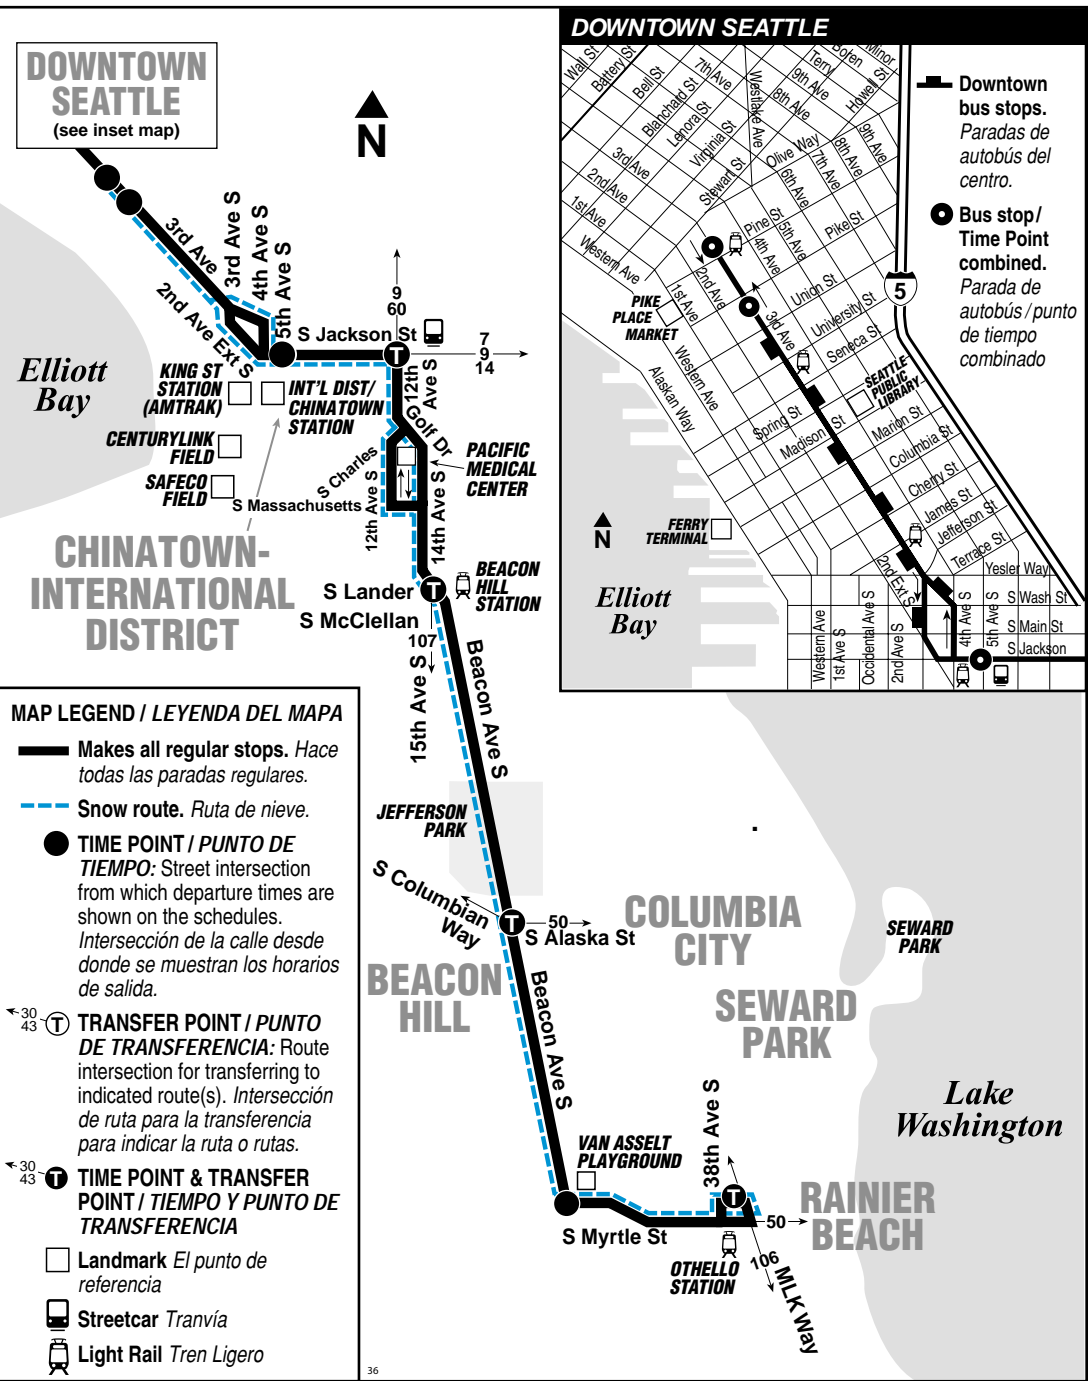 DOWNTOWN
SEATTLE
(see inset map)
N
3rd Ave
2nd Ave Ext S
3rd Ave S
4th Ave S
5th Ave S
S Jackson St
9
60
7
9
14
T
12th
Ave S
Golf Dr
Elliott
Bay
KING ST
STATION
(AMTRAK)
INT'L DIST/
CHINATOWN
STATION
CENTURYLINK
FIELD
SAFECO
FIELD
S Charles
S Massachusetts
12th Ave S
14th Ave S
PACIFIC
MEDICAL
CENTER
CHINATOWN-
INTERNATIONAL
DISTRICT
S Lander
S McClellan
T
BEACON
HILL
STATION
107
15th Ave S
Beacon Ave S
JEFFERSON
PARK
S Columbian
Way
T
50
S Alaska St
BEACON
HILL
COLUMBIA
CITY
SEWARD
PARK
SEWARD
PARK
Beacon Ave S
Lake
Washington
VAN ASSELT
PLAYGROUND
38th Ave S
T
S Myrtle St
50
RAINIER
BEACH
OTHELLO
STATION
106
MLK Way
36
DOWNTOWN SEATTLE
Wall St
Battery St
Bell St
Blanchard St
Lenora St
Virginia St
Stewart St
7th Ave
Westlake Ave
Terry
Boren
Minor
9th Ave
8th Ave
Howell St
Olive Way
9th Ave
8th Ave
7th Ave
6th Ave
5th Ave
4th Ave
3rd Ave
2nd Ave
1st Ave
Western Ave
Pine St
Pike St
Union St
University St
Seneca St
2nd Ave
1st Ave
3rd Ave
Western Ave
Alaskan Way
PIKE
PLACE
MARKET
SEATTLE
PUBLIC
LIBRARY
Spring St
Madison St
Marion St
Columbia St
Cherry St
James St
Jefferson St
Terrace St
Yesler Way
S Wash St
S Main St
S Jackson
FERRY
TERMINAL
N
Elliott
Bay
2nd Ext S
Western Ave
1st Ave S
Occidental Ave S
2nd Ave S
4th Ave S
5th Ave S
5
Downtown
bus stops.
Paradas de
autobús del
centro.
Bus stop/
Time Point
combined.
Parada de
autobús/punto
de tiempo
combinado
MAP LEGEND / LEYENDA DEL MAPA
Makes all regular stops. Hace
todas las paradas regulares.
Snow route. Ruta de nieve.
TIME POINT / PUNTO DE
TIEMPO: Street intersection
from which departure times are
shown on the schedules.
Intersección de la calle desde
donde se muestran los horarios
de salida.
30
43
T
TRANSFER POINT / PUNTO
DE TRANSFERENCIA: Route
intersection for transferring to
indicated route(s). Intersección
de ruta para la transferencia
para indicar la ruta o rutas.
30
43
T
TIME POINT & TRANSFER
POINT / TIEMPO Y PUNTO DE
TRANSFERENCIA
Landmark El punto de
referencia
Streetcar Tranvía
Light Rail Tren Ligero